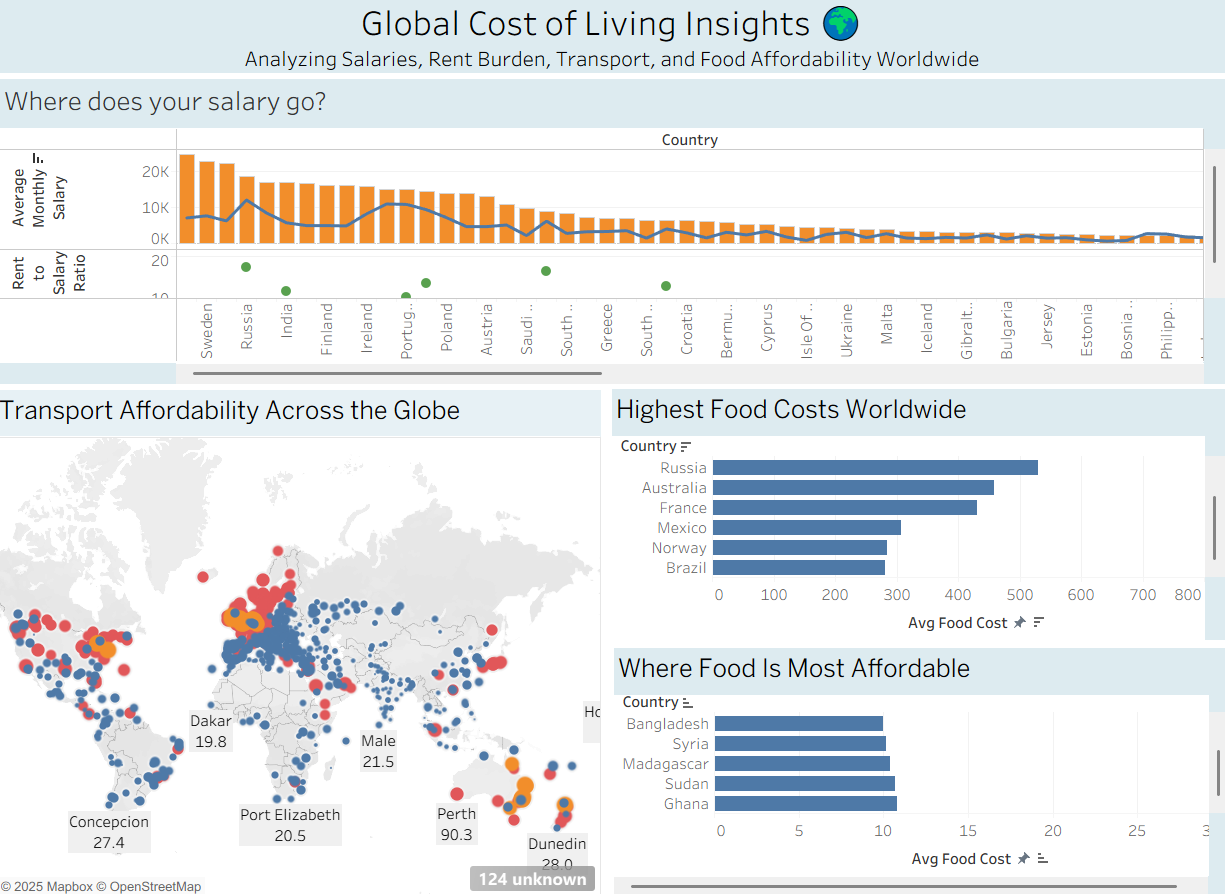 Global Cost of Living Insights
Analyzing Salaries, Rent Burden, Transport, and Food Affordability Worldwide
Where does your salary go?
Country
Average
Monthly
Salary
20K
10K
0K
Rent
to
Salary
Ratio
20
10
Sweden
Russia
India
Finland
Ireland
Portug..
Poland
Austria
Saudi ..
South ..
Greece
South ..
Croatia
Bermu..
Cyprus
Isle Of ..
Ukraine
Malta
Iceland
Gibralt..
Bulgaria
Jersey
Estonia
Bosnia ..
Philipp..
Transport Affordability Across the Globe
Dakar
19.8
Male
21.5
Ho
Concepcion
27.4
Port Elizabeth
20.5
Perth
90.3
Dunedin
28.0
124 unknown
© 2025 Mapbox © OpenStreetMap
Highest Food Costs Worldwide
Country
Russia
Australia
France
Mexico
Norway
Brazil
0 100 200 300 400 500 600 700 800
Avg Food Cost
Where Food Is Most Affordable
Country
Bangladesh
Syria
Madagascar
Sudan
Ghana
0 5 10 15 20 25
Avg Food Cost